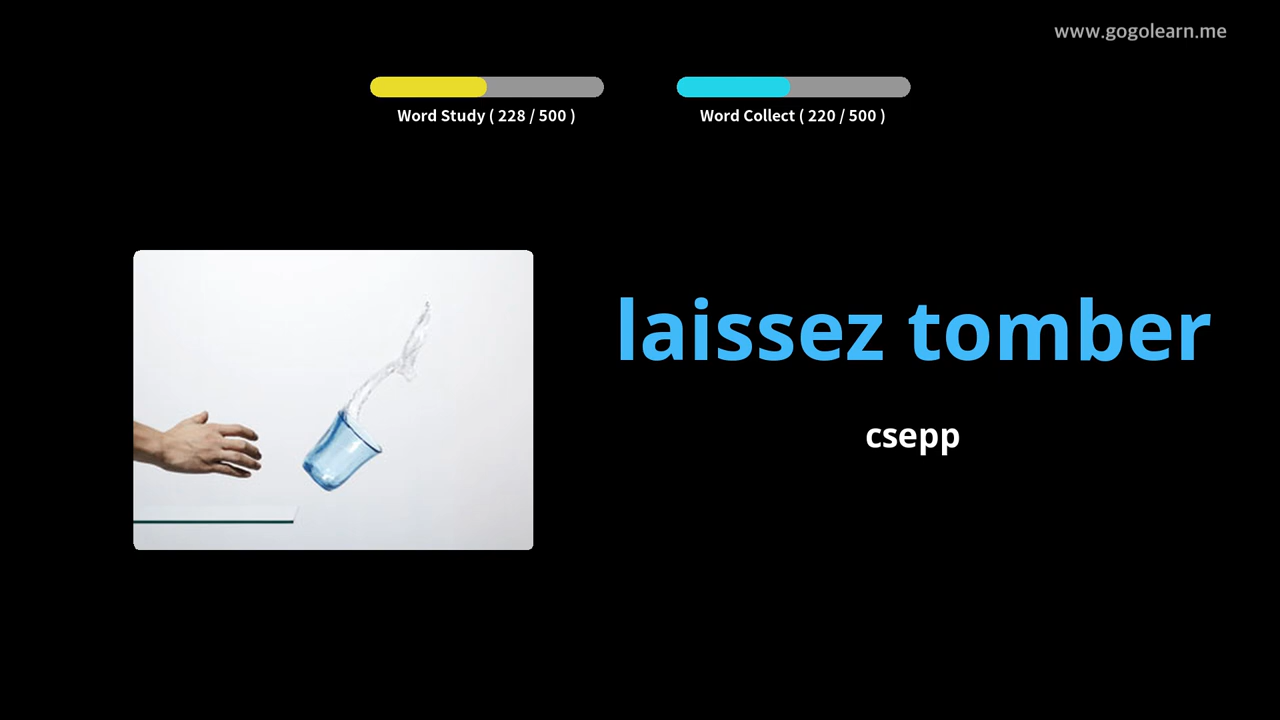 www.gogolearn.me
Word Study ( 228 / 500 )
Word Collect ( 220 / 500 )
laissez tomber
csepp